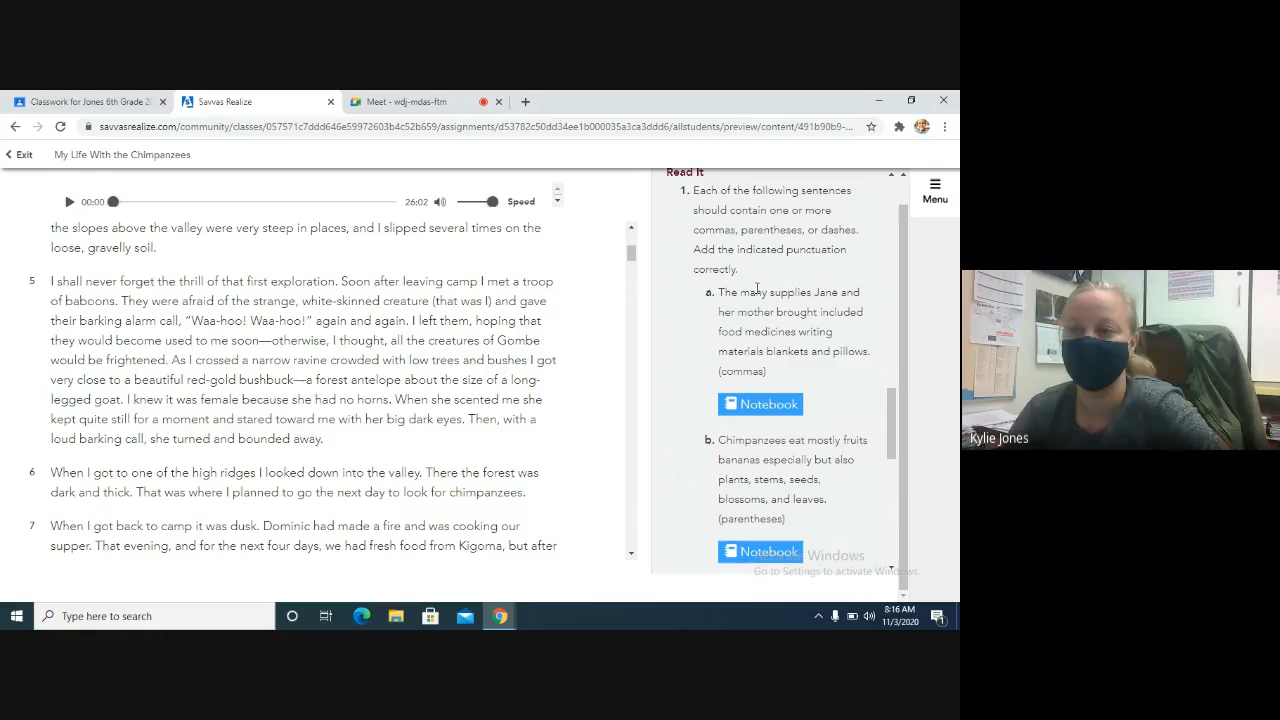 Classwork for Jones 6th Grade 20
Savvas Realize
Meet - wdj-mdas-ftm
savvasrealize.com/community/classes/057571c7ddd646e59972603b4c52b659/assignments/d53782c50dd34ee1b000035a3ca3ddd6/allstudents/preview/content/491b90b9-...
Exit
My Life With the Chimpanzees
00:00
26:02
Speed
the slopes above the valley were very steep in places, and I slipped several times on the
loose, gravelly soil.
5 I shall never forget the thrill of that first exploration. Soon after leaving camp I met a troop
of baboons. They were afraid of the strange, white-skinned creature (that was I) and gave
their barking alarm call, “Waa-hoo! Waa-hoo!” again and again. I left them, hoping that
they would become used to me soon—otherwise, I thought, all the creatures of Gombe
would be frightened. As I crossed a narrow ravine crowded with low trees and bushes I got
very close to a beautiful red-gold bushbuck—a forest antelope about the size of a long-
legged goat. I knew it was female because she had no horns. When she scented me she
kept quite still for a moment and stared toward me with her big dark eyes. Then, with a
loud barking call, she turned and bounded away.
6 When I got to one of the high ridges I looked down into the valley. There the forest was
dark and thick. That was where I planned to go the next day to look for chimpanzees.
7 When I got back to camp it was dusk. Dominic had made a fire and was cooking our
supper. That evening, and for the next four days, we had fresh food from Kigoma, but after
Read It
1. Each of the following sentences
should contain one or more
commas, parentheses, or dashes.
Add the indicated punctuation
correctly.
a. The many supplies Jane and
her mother brought included
food medicines writing
materials blankets and pillows.
(commas)
Notebook
b. Chimpanzees eat mostly fruits
bananas especially but also
plants, stems, seeds,
blossoms, and leaves.
(parentheses)
Notebook
Menu
Activate Windows
Go to Settings to activate Windows.
Type here to search
8:16 AM
11/3/2020
1
Kylie Jones